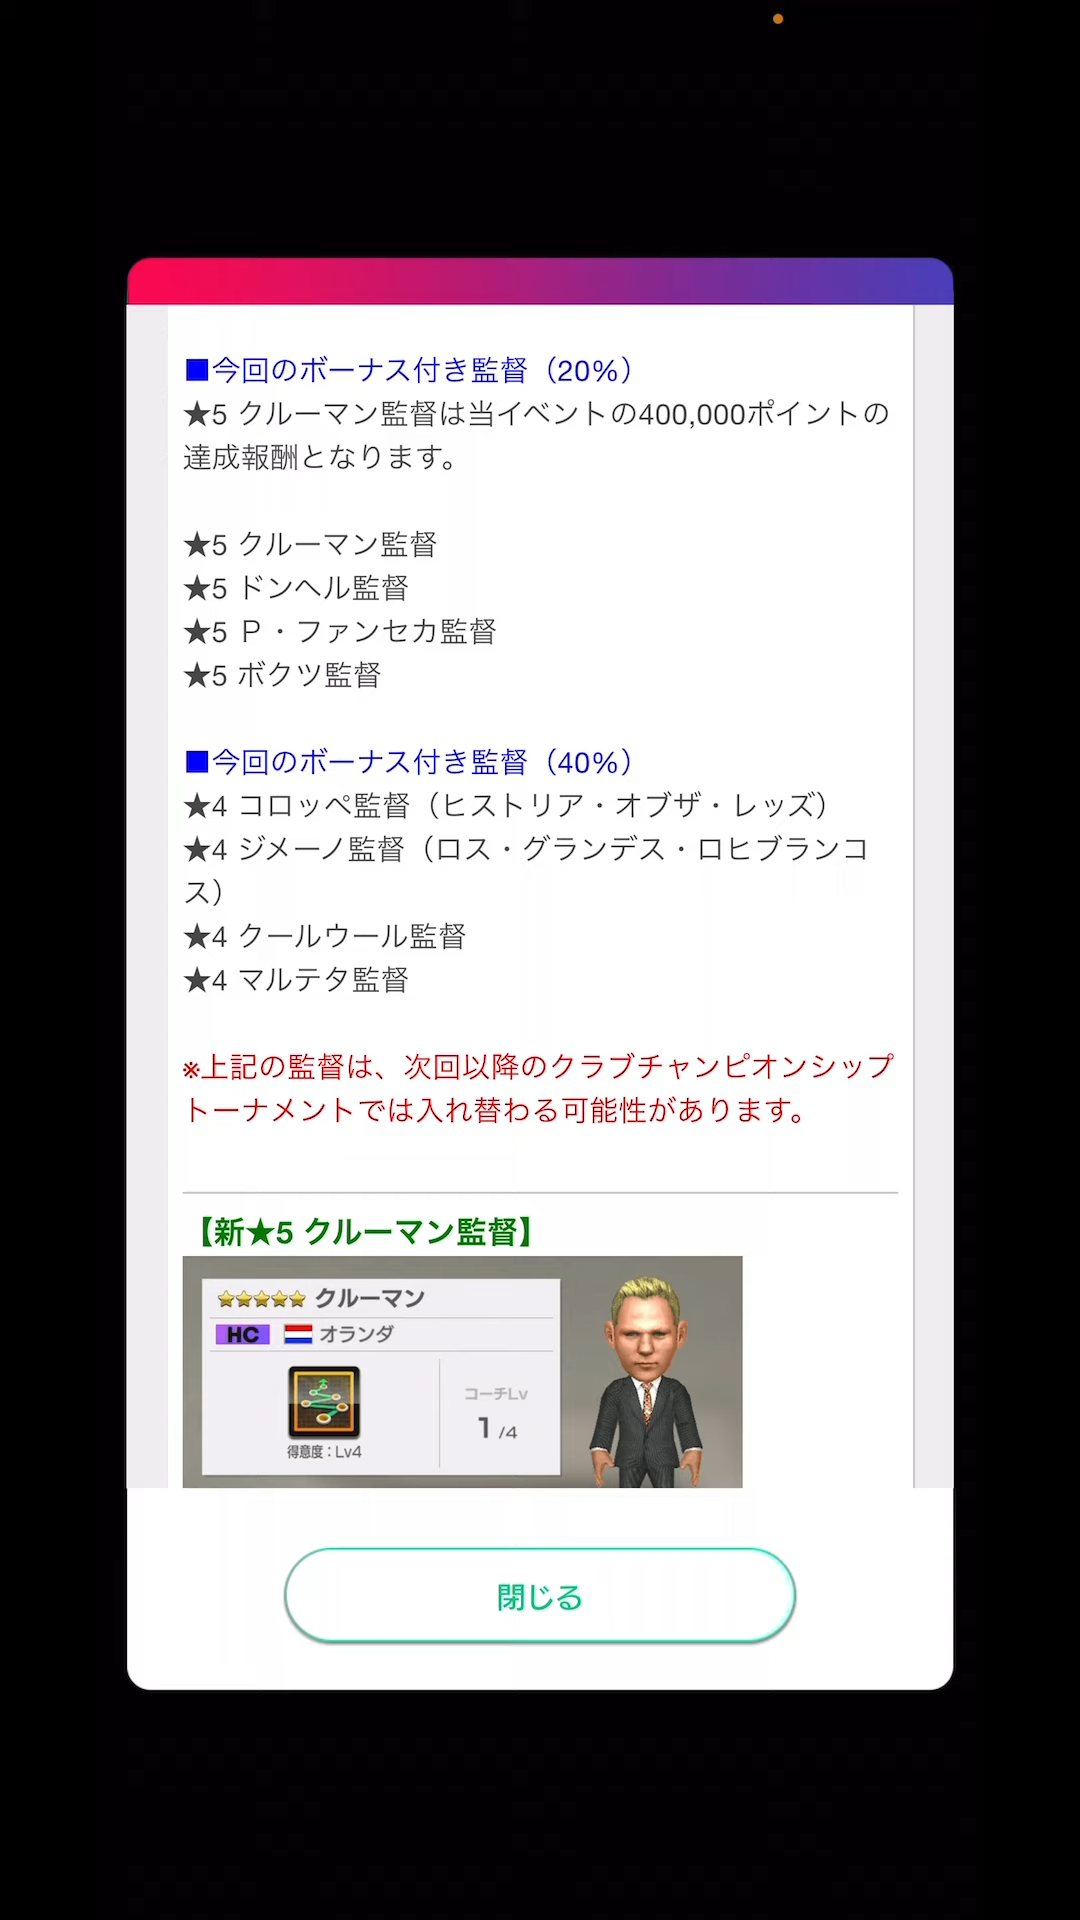 ■今回のボーナス付き監督（20％）
★5 クルーマン監督は当イベントの400,000ポイントの
達成報酬となります。
★5 クルーマン監督
★5 ドンヘル監督
★5 Ｐ・ファンセカ監督
★5 ボクツ監督
■今回のボーナス付き監督（40％）
★4 コロッペ監督（ヒストリア・オブザ・レッズ）
★4 ジメーノ監督（ロス・グランデス・ロヒブランコ
ス）
★4 クールウール監督
★4 マルテタ監督
※上記の監督は、次回以降のクラブチャンピオンシップ
トーナメントでは入れ替わる可能性があります。
【新★5 クルーマン監督】
★★★★★ クルーマン
HC オランダ
コーチLv
1 /4
得意度：Lv4
閉じる